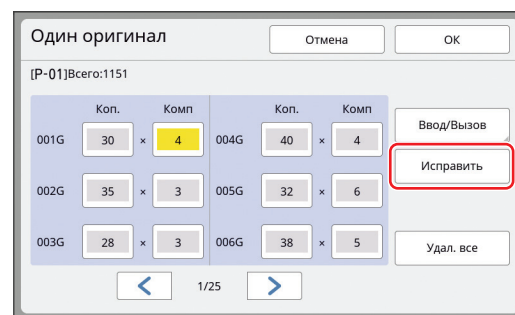 Один оригинал
Отмена
ОК
[P-01]Всего:1151
Коп. Комп Коп. Комп
001G 30 × 4 004G 40 × 4
002G 35 × 3 005G 32 × 6
003G 28 × 3 006G 38 × 5
1/25
Ввод/Вызов
Исправить
Удал. все